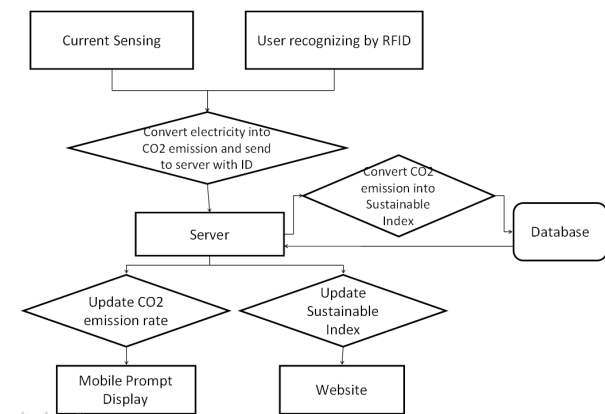 Current Sensing
User recognizing by RFID
Convert electricity into
CO2 emission and send
to server with ID
Convert CO2
emission into
Sustainable
Index
Server
Database
Update CO2
emission rate
Update
Sustainable
Index
Mobile Prompt
Display
Website